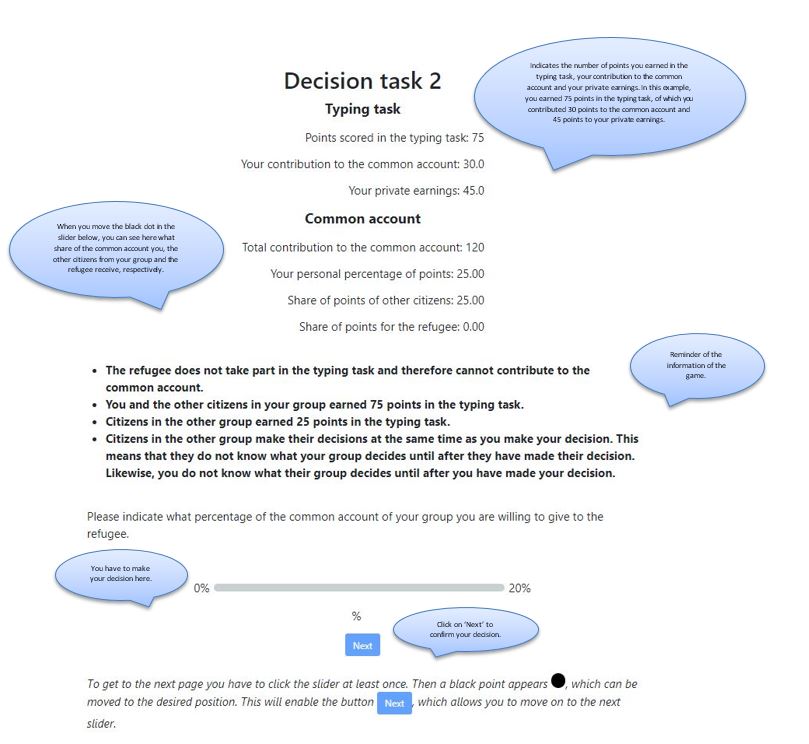 Decision task 2
Typing task
Points scored in the typing task: 75
Your contribution to the common account: 30.0
Your private earnings: 45.0
Indicates the number of points you earned in the
typing task, your contribution to the common
account and your private earnings. In this example,
you earned 75 points in the typing task, of which you
contributed 30 points to the common account and
45 points to your private earnings.
Common account
Total contribution to the common account: 120
Your personal percentage of points: 25.00
Share of points of other citizens: 25.00
Share of points for the refugee: 0.00
When you move the black dot in the
slider below, you can see here what
share of the common account you, the
other citizens from your group and the
refugee receive, respectively.
Reminder of the
information of the
game.
• The refugee does not take part in the typing task and therefore cannot contribute to the
common account.
• You and the other citizens in your group earned 75 points in the typing task.
• Citizens in the other group earned 25 points in the typing task.
• Citizens in the other group make their decisions at the same time as you make your decision. This
means that they do not know what your group decides until after they have made their decision.
Likewise, you do not know what their group decides until after you have made your decision.
Please indicate what percentage of the common account of your group you are willing to give to the
refugee.
You have to make
your decision here.
0% 20%
%
Next
Click on ‘Next’ to
confirm your decision.
To get to the next page you have to click the slider at least once. Then a black point appears , which can be
moved to the desired position. This will enable the button Next , which allows you to move on to the next
slider.